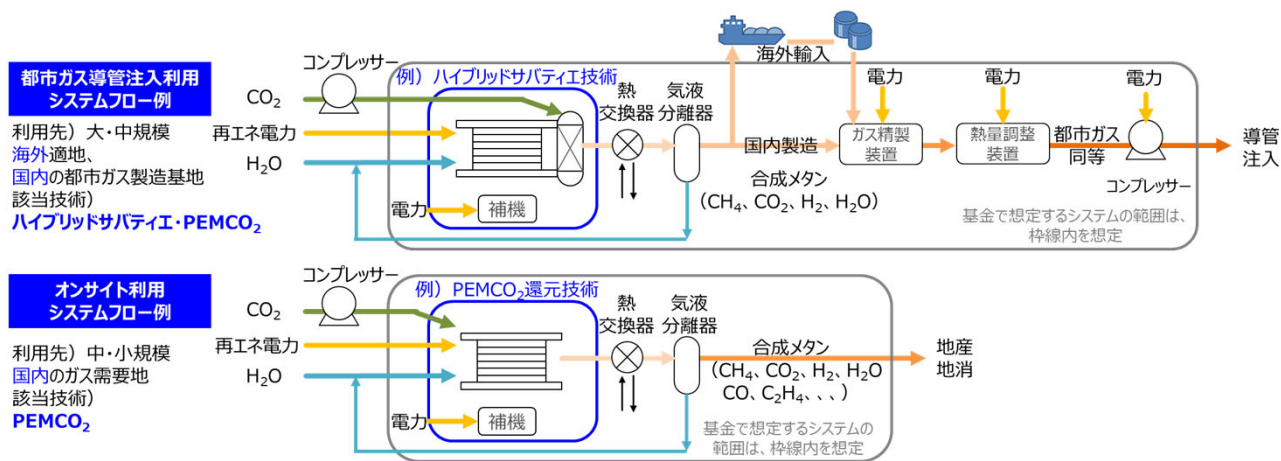 都市ガス導管注入利用
システムフロー例
利用先）大・中規模
海外適地、
国内の都市ガス製造基地
該当技術）
ハイブリッドサバティエ・PEMCO₂
コンプレッサー
CO₂
再エネ電力
H₂O
例）ハイブリッドサバティエ技術
電力
補機
熱
交換器
気液
分離器
海外輸入
国内製造
合成メタン
（CH₄、CO₂、H₂、H₂O）
電力
ガス精製
装置
電力
熱量調整
装置
都市ガス
同等
電力
コンプレッサー
導管
注入
基金で想定するシステムの範囲は、
枠線内を想定
オンサイト利用
システムフロー例
利用先）中・小規模
国内のガス需要地
該当技術）
PEMCO₂
コンプレッサー
CO₂
再エネ電力
H₂O
例）PEMCO₂還元技術
電力
補機
熱
交換器
気液
分離器
合成メタン
（CH₄、CO₂、H₂、H₂O
CO、C₂H₄、、、）
地産
地消
基金で想定するシステムの
範囲は、枠線内を想定